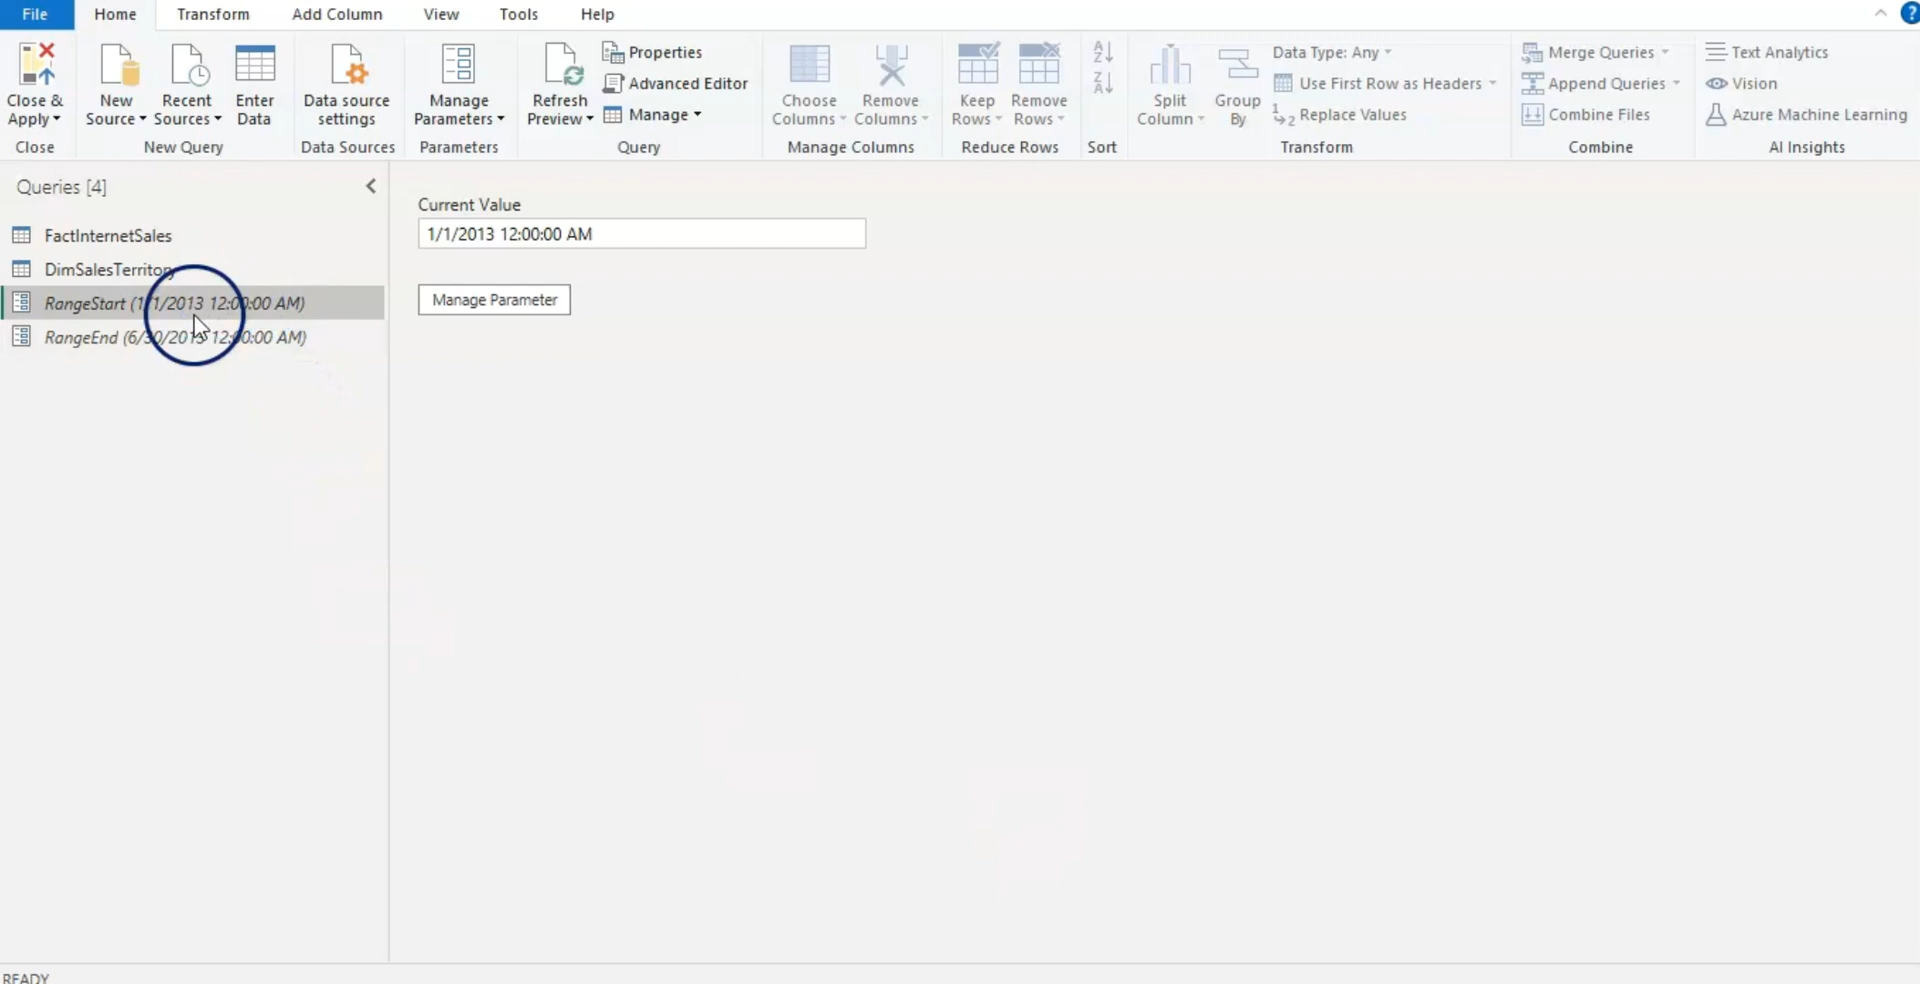 File Home Transform Add Column View Tools Help
Close & Apply
New Source
Recent Sources
Enter Data
Data source settings
Manage Parameters
Refresh Preview
Properties
Advanced Editor
Manage
Choose Columns
Remove Columns
Keep Rows
Remove Rows
Split Column
Group By
Data Type: Any
Use First Row as Headers
Replace Values
Merge Queries
Append Queries
Combine Files
Text Analytics
Vision
Azure Machine Learning
Close New Query Data Sources Parameters Query Manage Columns Reduce Rows Sort Transform Combine AI Insights
Queries [4]
FactInternetSales
DimSalesTerritory
RangeStart (1/1/2013 12:00:00 AM)
RangeEnd (6/30/2013 12:00:00 AM)
Current Value
1/1/2013 12:00:00 AM
Manage Parameter
READY